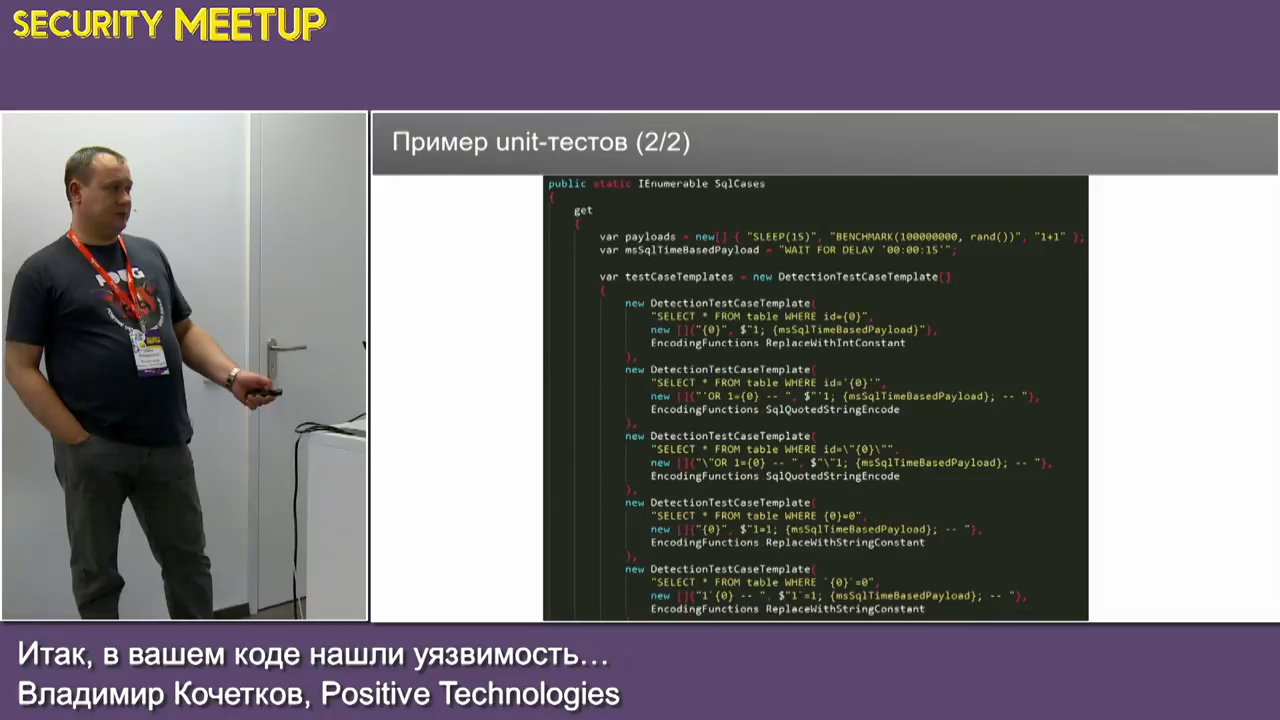 SECURITY MEETUP
Пример unit-тестов (2/2)
public static IEnumerable SqlCases
{
get
{
var payloads = new[] { "SLEEP(15)", "BENCHMARK(100000000, rand())", "1+1" };
var msSqlTimeBasedPayload = "WAIT FOR DELAY '00:00:15'";
var testCaseTemplates = new DetectionTestCaseTemplate[]
{
new DetectionTestCaseTemplate(
"SELECT * FROM table WHERE id={0}",
new []{"{0}", $"1; {msSqlTimeBasedPayload}"},
EncodingFunctions ReplaceWithIntConstant
),
new DetectionTestCaseTemplate(
"SELECT * FROM table WHERE id='{0}'",
new []{"'OR 1={0} -- ", $"'1; {msSqlTimeBasedPayload}; -- "},
EncodingFunctions SqlQuotedStringEncode
),
new DetectionTestCaseTemplate(
"SELECT * FROM table WHERE id=\"{0}\"",
new []{"\"OR 1={0} -- ", $"\"1; {msSqlTimeBasedPayload}; -- "},
EncodingFunctions SqlQuotedStringEncode
),
new DetectionTestCaseTemplate(
"SELECT * FROM table WHERE {0}=0",
new []{"{0}", $"1=1; {msSqlTimeBasedPayload}; -- "},
EncodingFunctions ReplaceWithStringConstant
),
new DetectionTestCaseTemplate(
"SELECT * FROM table WHERE `{0}`=0",
new []{"1`{0} -- ", $"1`=1; {msSqlTimeBasedPayload}; -- "},
EncodingFunctions ReplaceWithStringConstant
Итак, в вашем коде нашли уязвимость…
Владимир Кочетков, Positive Technologies